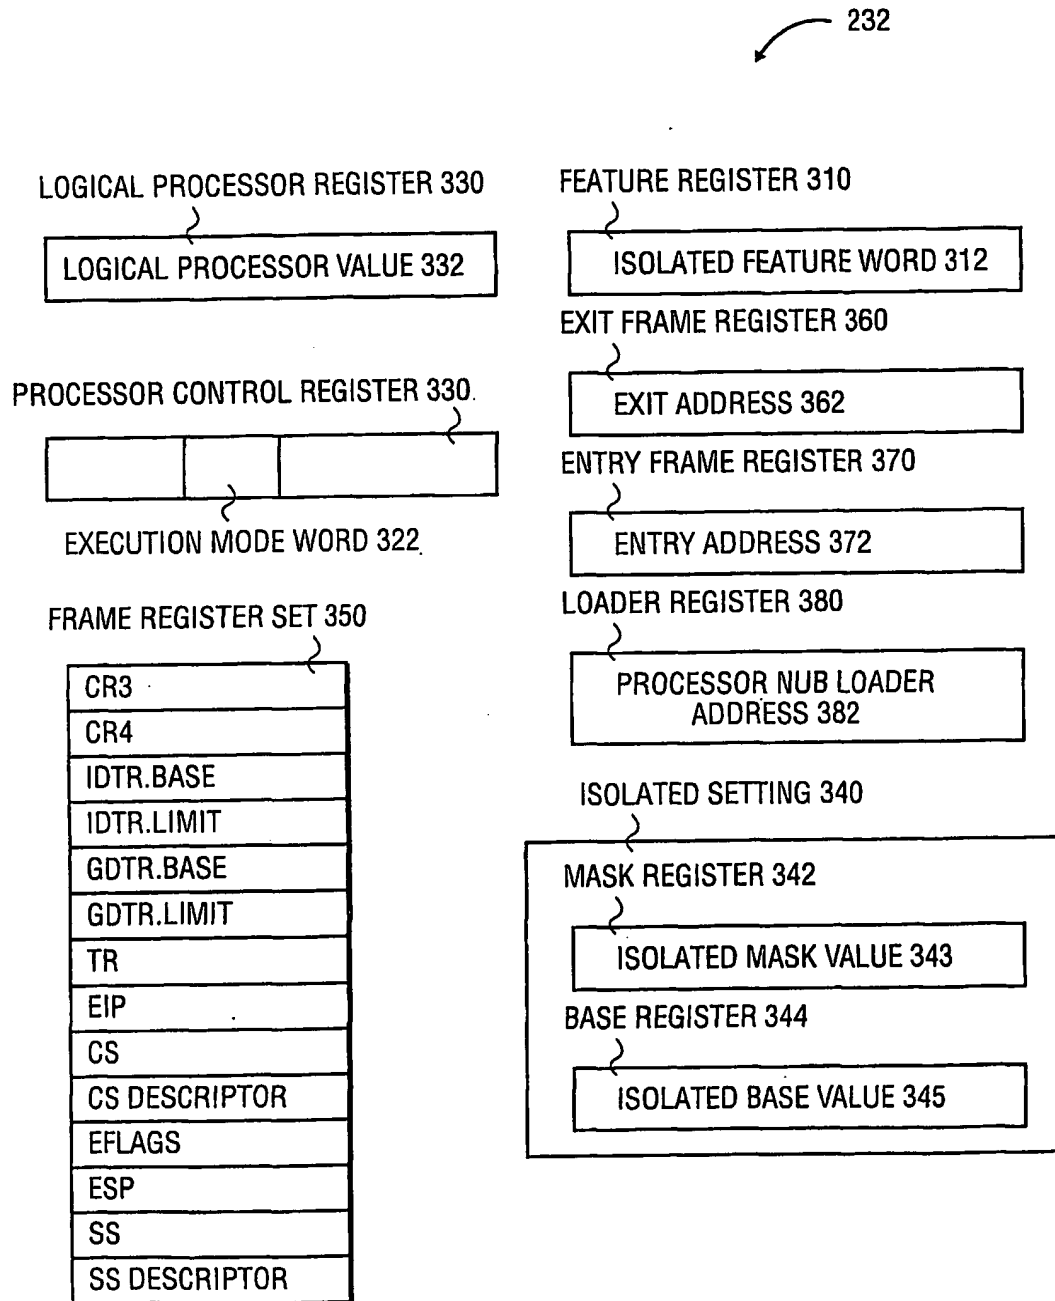 232
LOGICAL PROCESSOR REGISTER 330
LOGICAL PROCESSOR VALUE 332
PROCESSOR CONTROL REGISTER 330
EXECUTION MODE WORD 322
FRAME REGISTER SET 350
CR3
CR4
IDTR.BASE
IDTR.LIMIT
GDTR.BASE
GDTR.LIMIT
TR
EIP
CS
CS DESCRIPTOR
EFLAGS
ESP
SS
SS DESCRIPTOR
FEATURE REGISTER 310
ISOLATED FEATURE WORD 312
EXIT FRAME REGISTER 360
EXIT ADDRESS 362
ENTRY FRAME REGISTER 370
ENTRY ADDRESS 372
LOADER REGISTER 380
PROCESSOR NUB LOADER
ADDRESS 382
ISOLATED SETTING 340
MASK REGISTER 342
ISOLATED MASK VALUE 343
BASE REGISTER 344
ISOLATED BASE VALUE 345